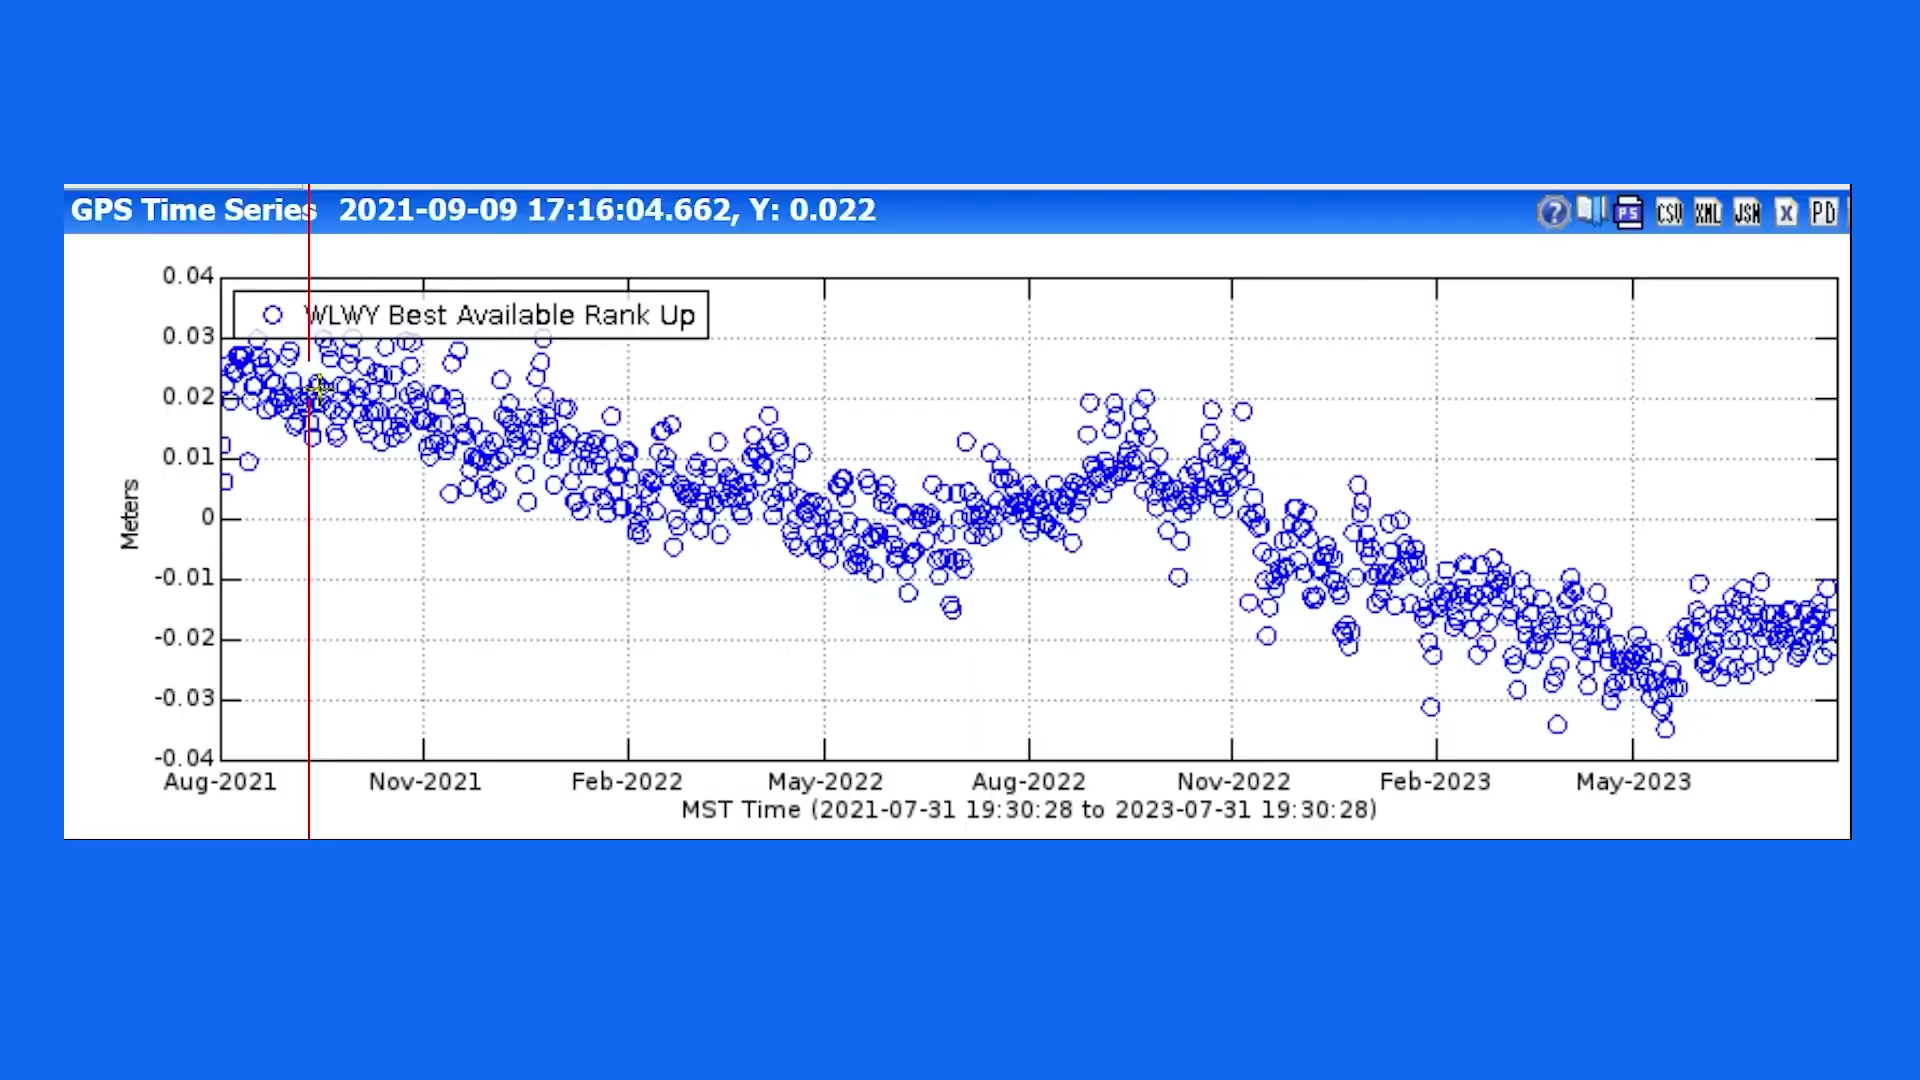 GPS Time Series 2021-09-09 17:16:04.662, Y: 0.022
? PS CSV XML JSN X PD
0.04
WLWY Best Available Rank Up
0.03
0.02
0.01
0
-0.01
-0.02
-0.03
-0.04
Meters
Aug-2021 Nov-2021 Feb-2022 May-2022 Aug-2022 Nov-2022 Feb-2023 May-2023
MST Time (2021-07-31 19:30:28 to 2023-07-31 19:30:28)